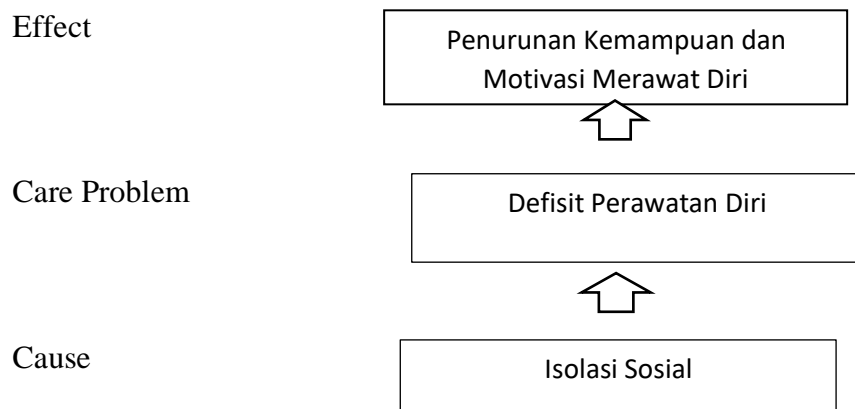 Effect
Penurunan Kemampuan dan
Motivasi Merawat Diri
Care Problem
Defisit Perawatan Diri
Cause
Isolasi Sosial